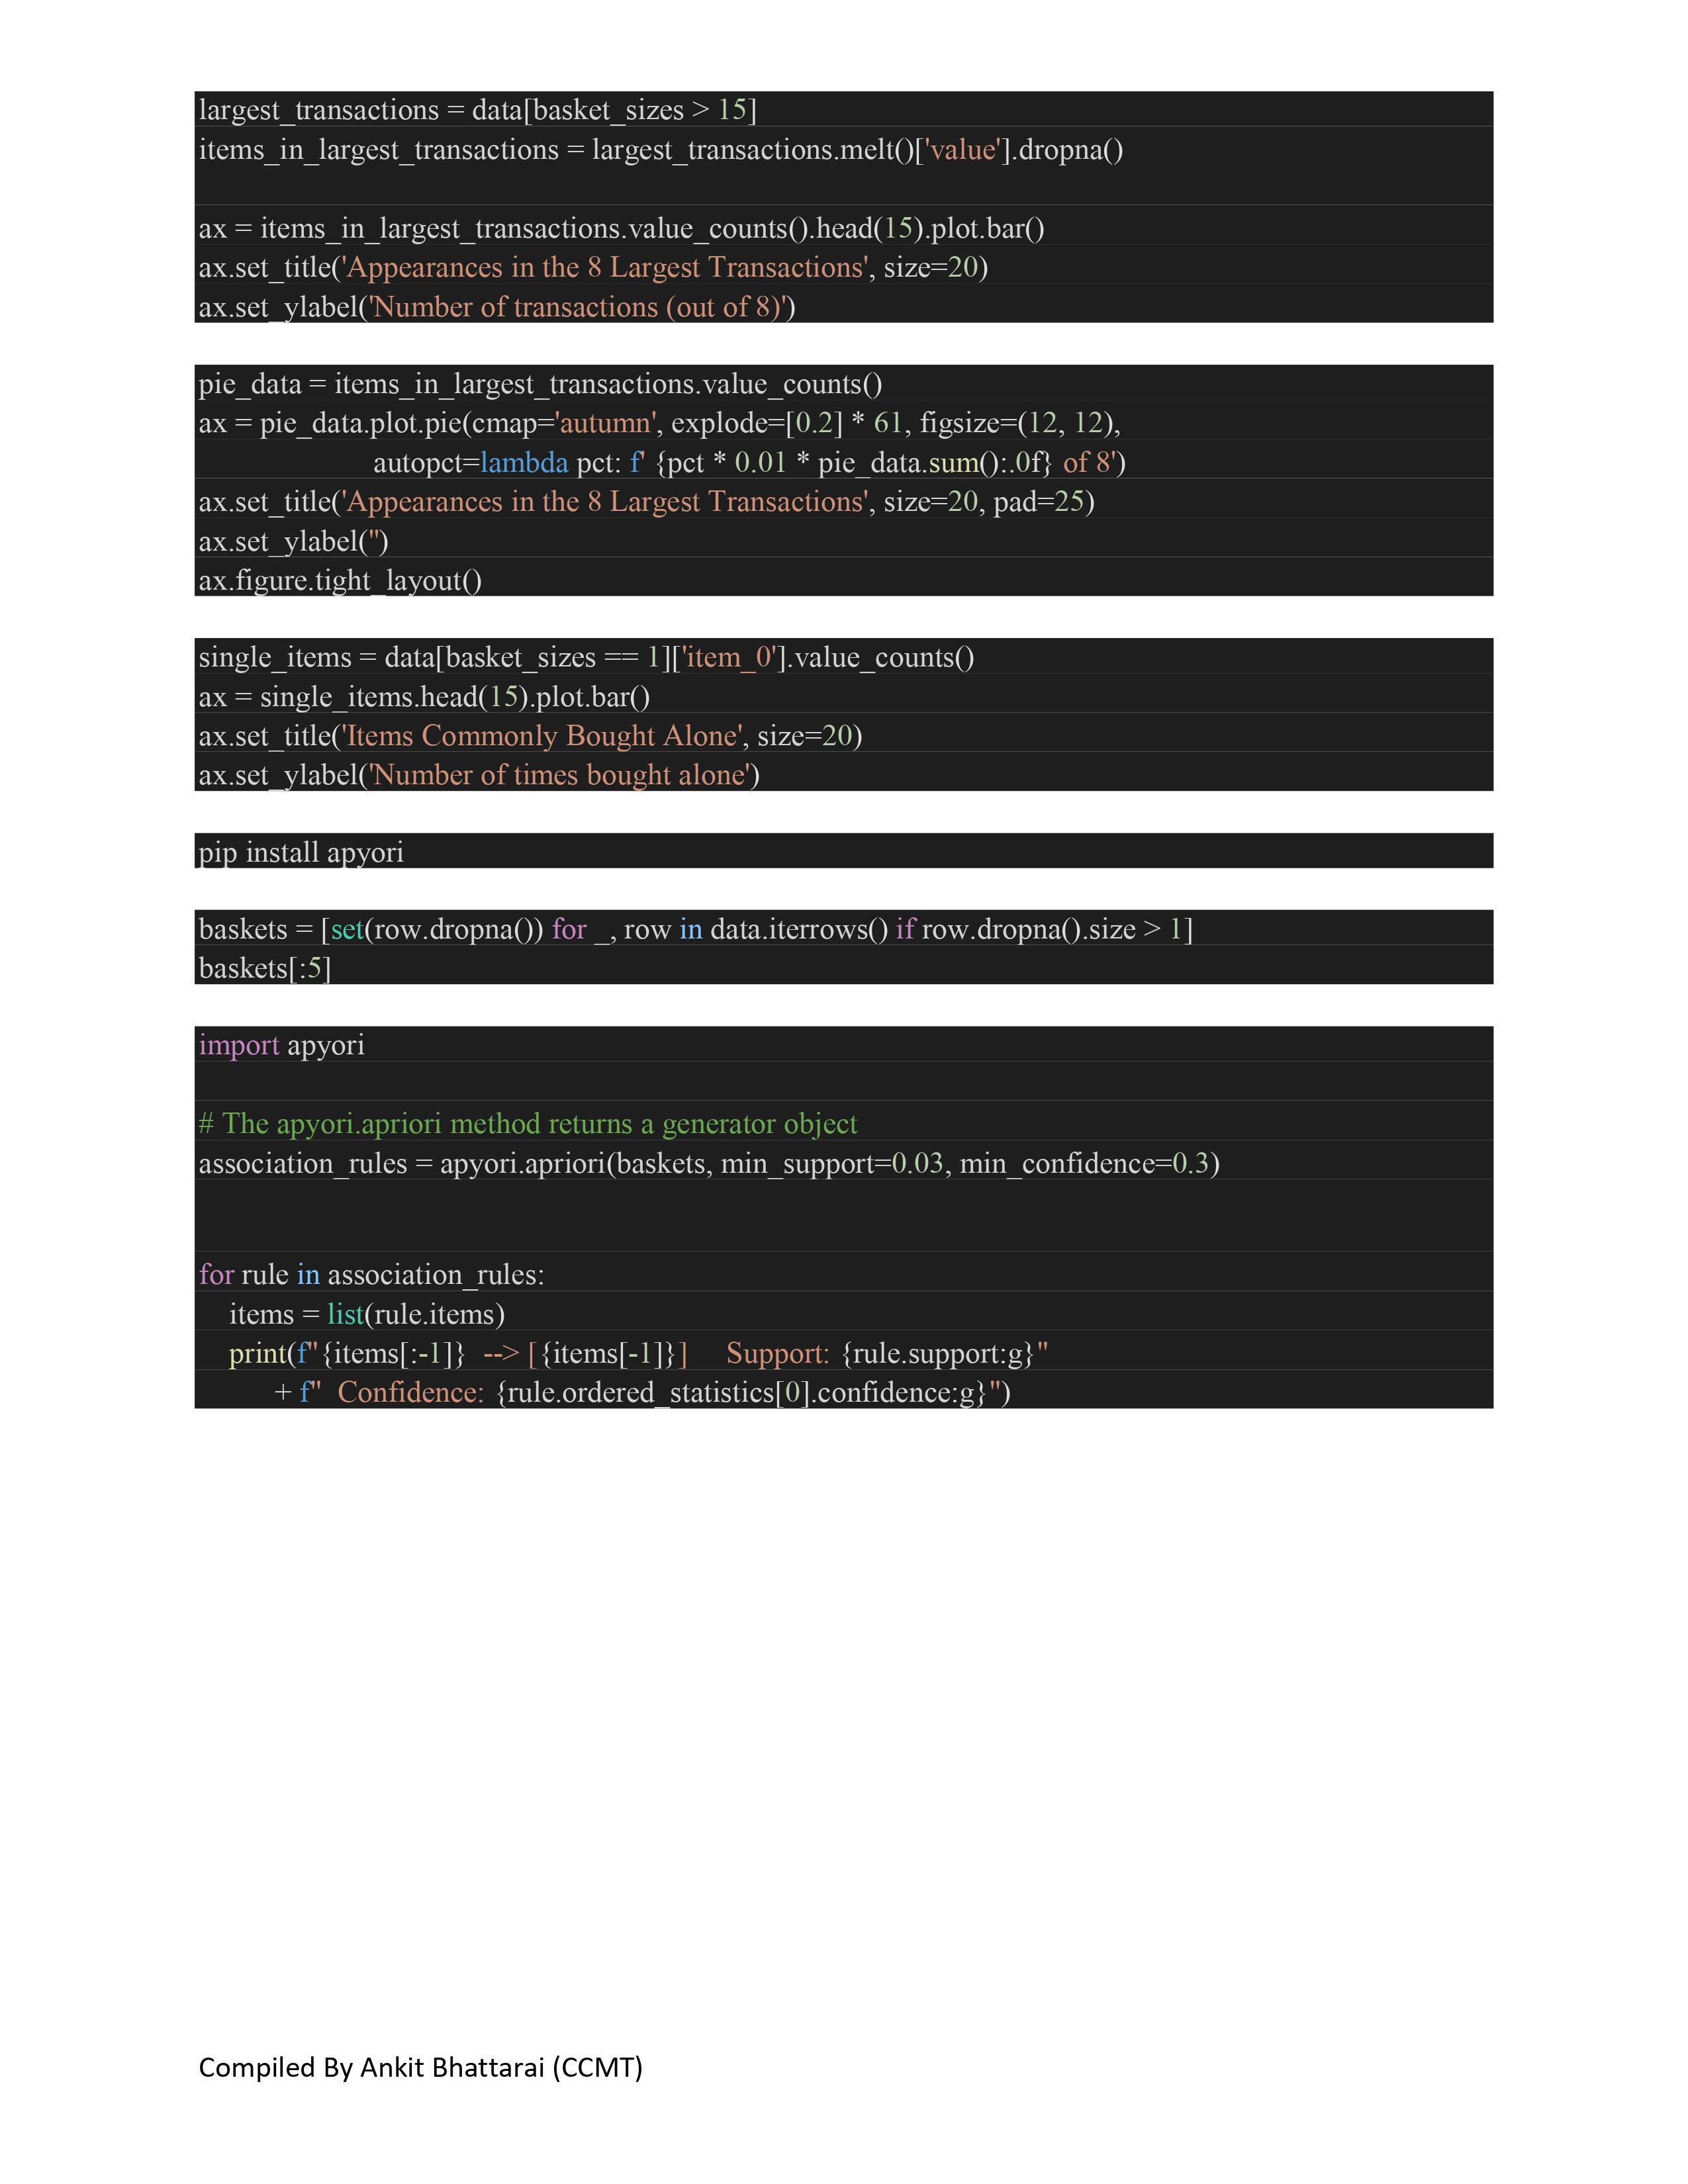 largest_transactions = data[basket_sizes > 15]
items_in_largest_transactions = largest_transactions.melt()['value'].dropna()
ax = items_in_largest_transactions.value_counts().head(15).plot.bar()
ax.set_title('Appearances in the 8 Largest Transactions', size=20)
ax.set_ylabel('Number of transactions (out of 8)')
pie_data = items_in_largest_transactions.value_counts()
ax = pie_data.plot.pie(cmap='autumn', explode=[0.2] * 61, figsize=(12, 12),
autopct=lambda pct: f' {pct * 0.01 * pie_data.sum():.0f} of 8')
ax.set_title('Appearances in the 8 Largest Transactions', size=20, pad=25)
ax.set_ylabel('')
ax.figure.tight_layout()
single_items = data[basket_sizes == 1]['item_0'].value_counts()
ax = single_items.head(15).plot.bar()
ax.set_title('Items Commonly Bought Alone', size=20)
ax.set_ylabel('Number of times bought alone')
pip install apyori
baskets = [set(row.dropna()) for _, row in data.iterrows() if row.dropna().size > 1]
baskets[:5]
import apyori
# The apyori.apriori method returns a generator object
association_rules = apyori.apriori(baskets, min_support=0.03, min_confidence=0.3)
for rule in association_rules:
    items = list(rule.items)
    print(f"{items[:-1]}  --> [{items[-1]}]     Support: {rule.support:g}"
          + f"  Confidence: {rule.ordered_statistics[0].confidence:g}")
Compiled By Ankit Bhattarai (CCMT)